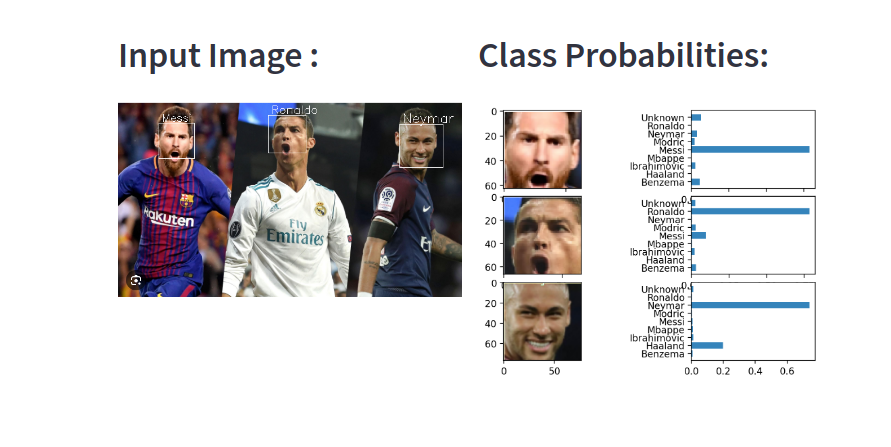 Input Image :
Class Probabilities:
Messi
Ronaldo
Neymar
Rakuten
Fly
Emirates
0
20
40
60
Unknown
Ronaldo
Neymar
Modric
Messi
Mbappe
Ibrahimovic
Haaland
Benzema
0
20
40
60
Unknown
Ronaldo
Neymar
Modric
Messi
Mbappe
Ibrahimovic
Haaland
Benzema
0
20
40
60
0
50
Unknown
Ronaldo
Neymar
Modric
Messi
Mbappe
Ibrahimovic
Haaland
Benzema
0.0 0.2 0.4 0.6